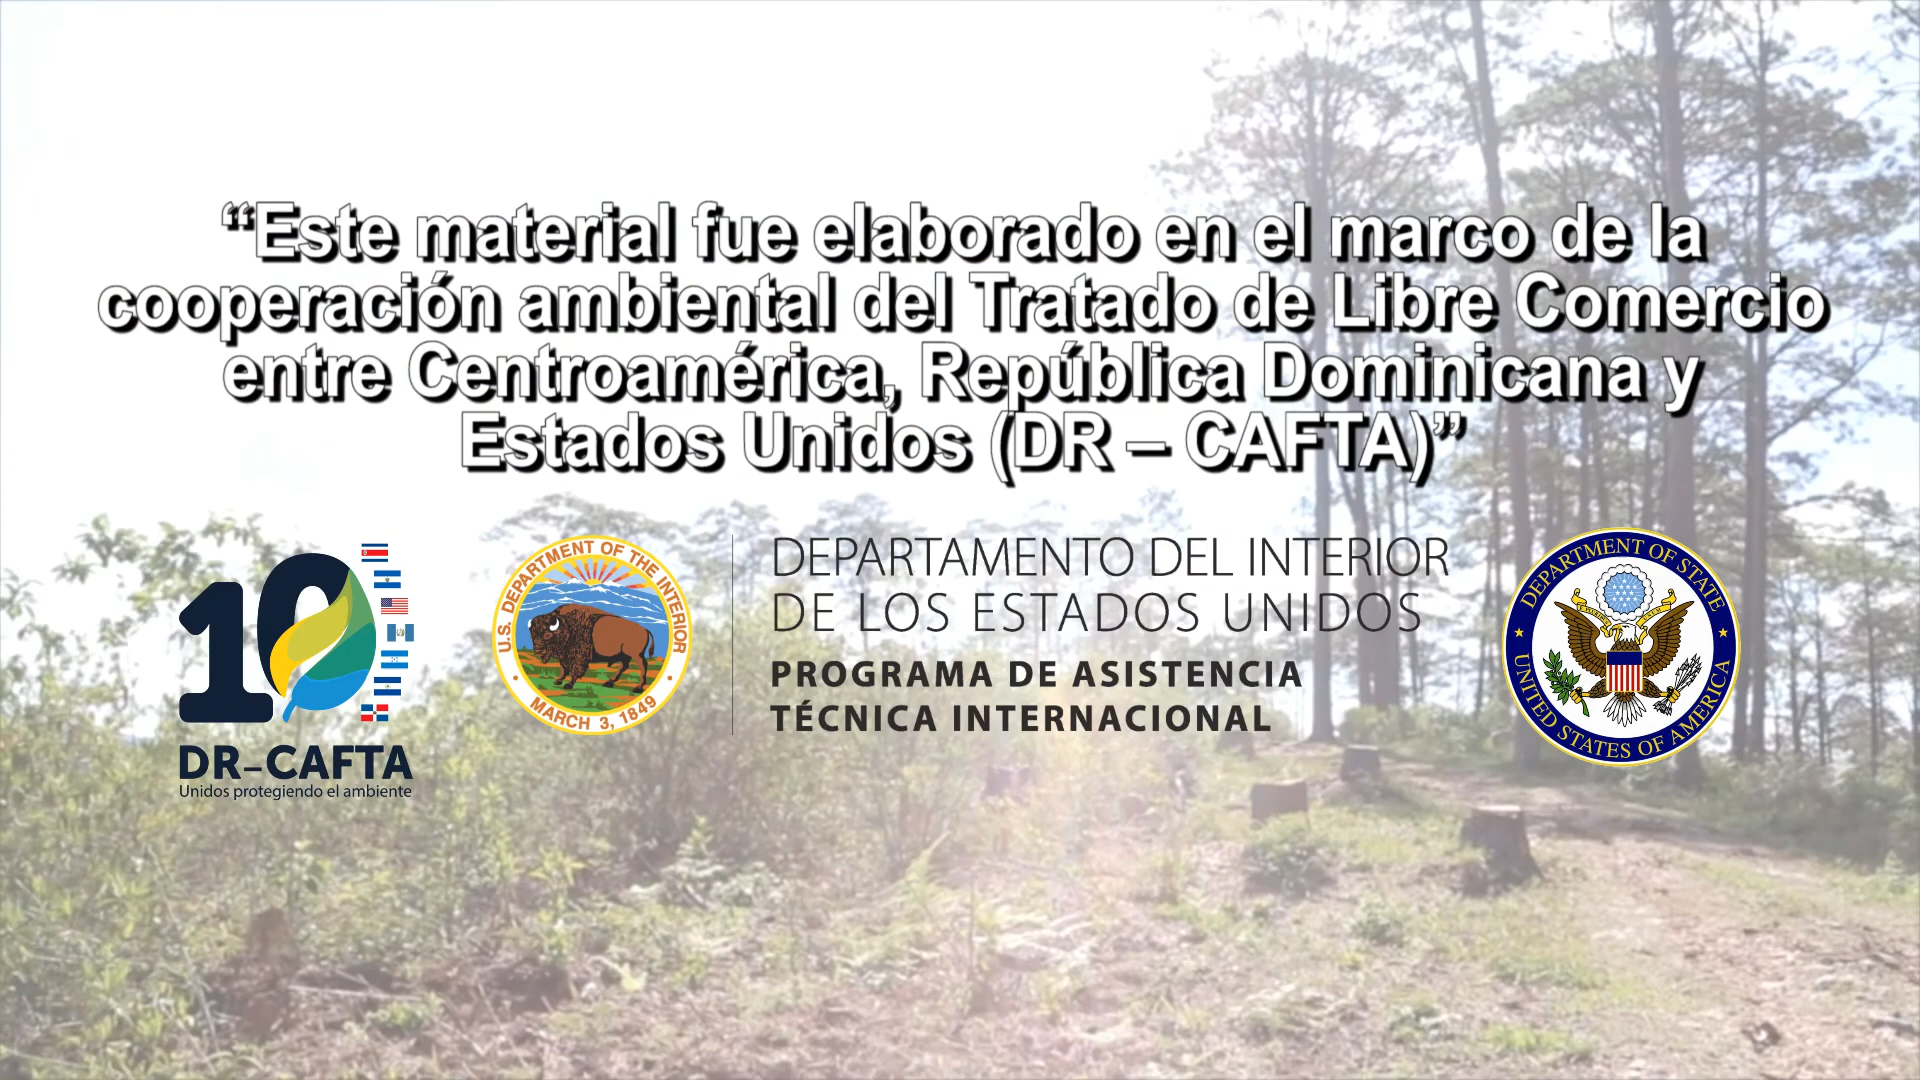 “Este material fue elaborado en el marco de la
cooperación ambiental del Tratado de Libre Comercio
entre Centroamérica, República Dominicana y
Estados Unidos (DR – CAFTA)”
10
DR–CAFTA
Unidos protegiendo el ambiente
U.S. DEPARTMENT OF THE INTERIOR
MARCH 3, 1849
DEPARTAMENTO DEL INTERIOR
DE LOS ESTADOS UNIDOS
PROGRAMA DE ASISTENCIA
TÉCNICA INTERNACIONAL
DEPARTMENT OF STATE
UNITED STATES OF AMERICA